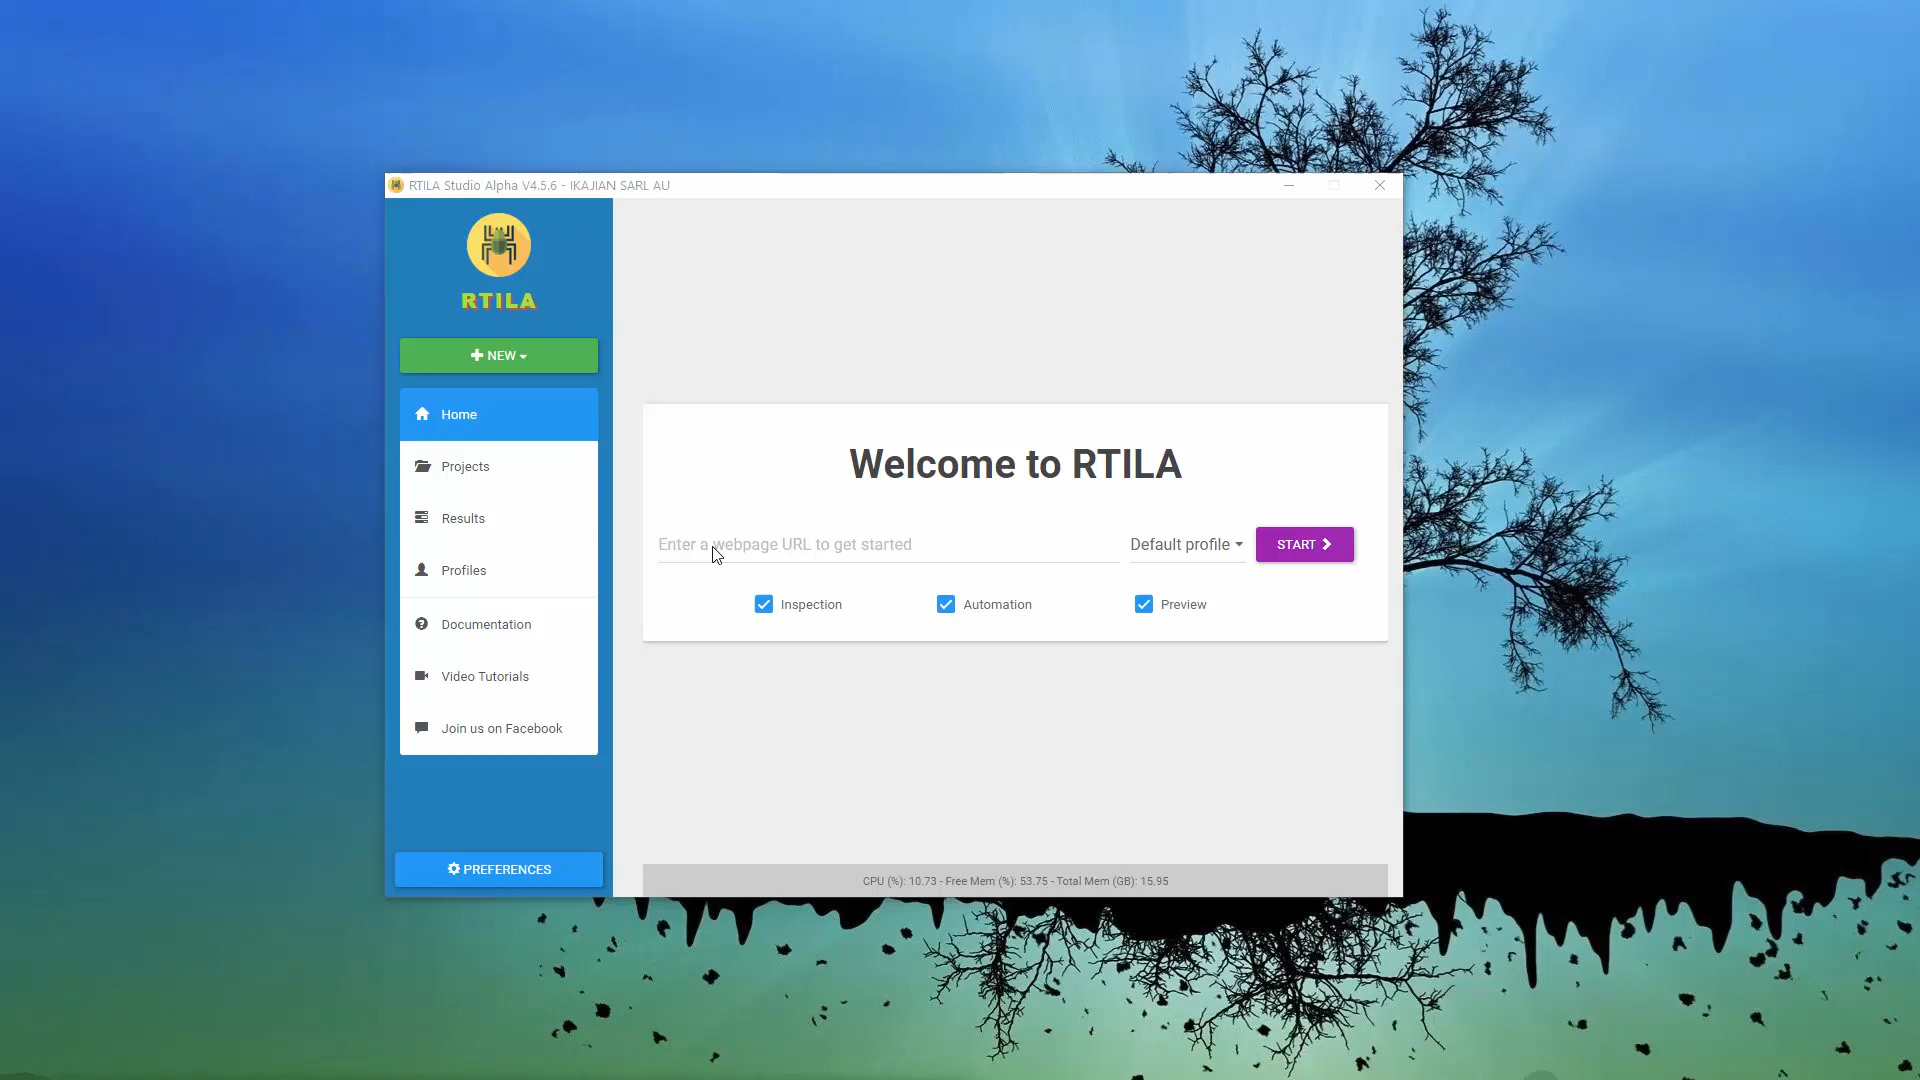 RTILA Studio Alpha V4.5.6 - IKAJIAN SARL AU
RTILA
NEW
Home
Projects
Results
Profiles
Documentation
Video Tutorials
Join us on Facebook
PREFERENCES
Welcome to RTILA
Enter a webpage URL to get started
Default profile
START
Inspection
Automation
Preview
CPU (%): 10.73 - Free Mem (%): 53.75 - Total Mem (GB): 15.95